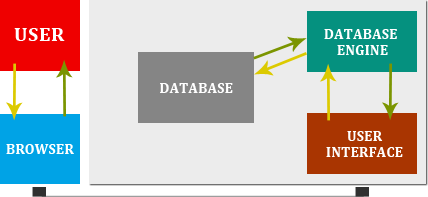 USER
DATABASE
ENGINE
DATABASE
BROWSER
USER
INTERFACE